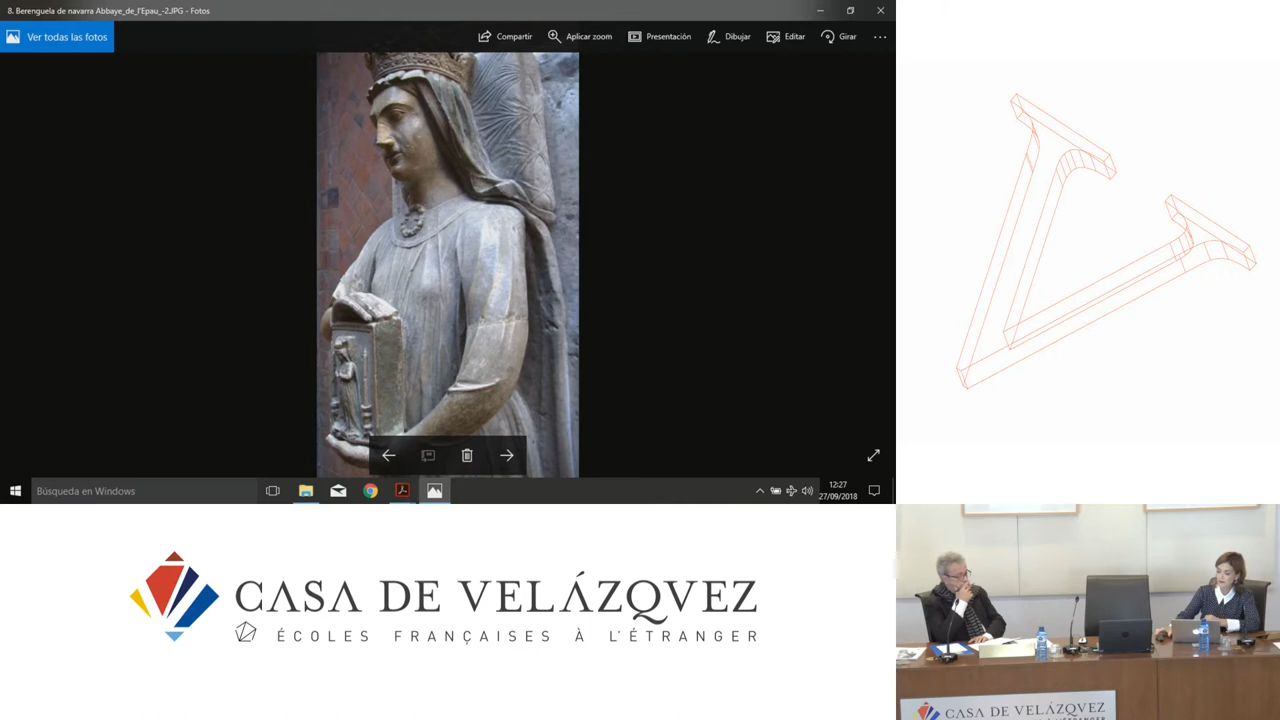 8. Berenguela de navarra Abbaye_de_l'Epau_-2.JPG - Fotos
Ver todas las fotos
Compartir
Aplicar zoom
Presentación
Dibujar
Editar
Girar
Búsqueda en Windows
12:27
27/09/2018
CASA DE VELÁZQVEZ
ÉCOLES FRANÇAISES À L'ÉTRANGER
CASA DE VELÁZQVEZ